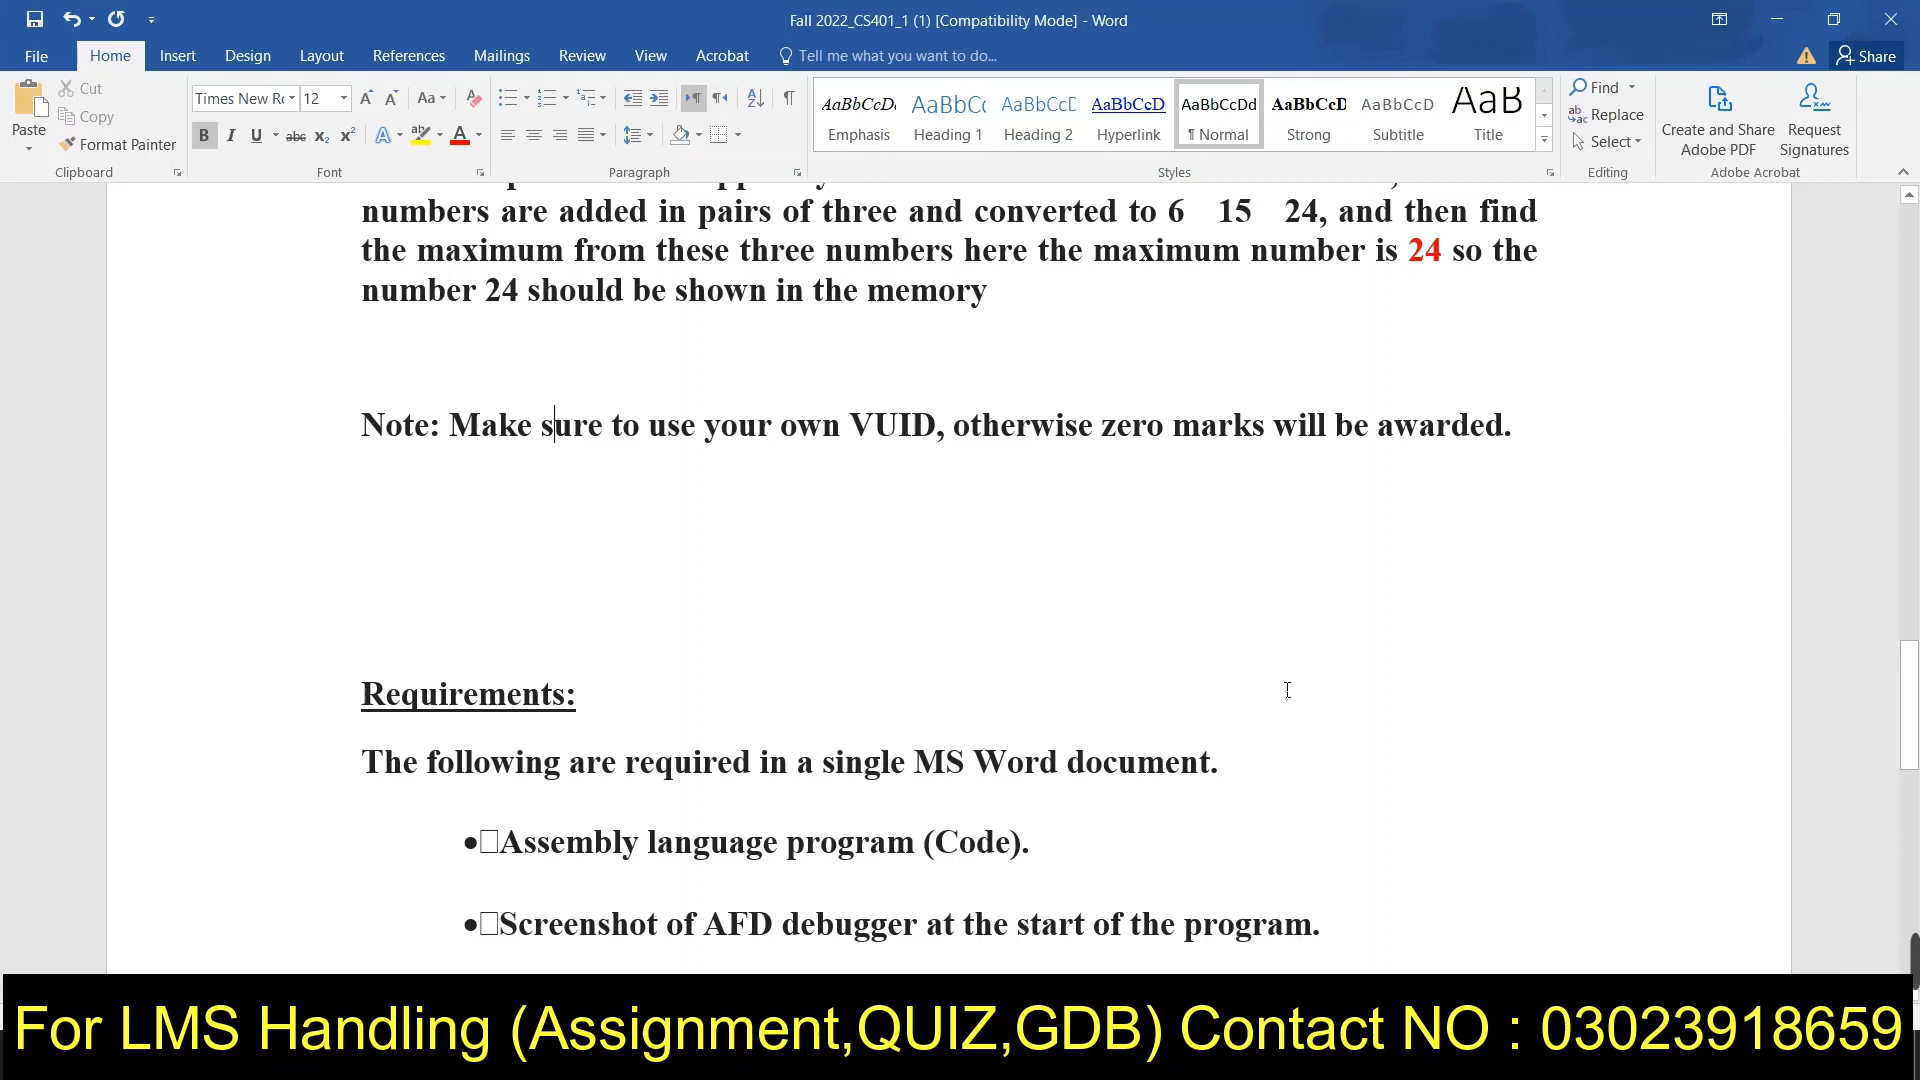 Fall 2022_CS401_1 (1) [Compatibility Mode] - Word
File Home Insert Design Layout References Mailings Review View Acrobat Tell me what you want to do... Share
Paste
Cut
Copy
Format Painter
Clipboard
Times New Ro 12
Font
Paragraph
AaBbCcD AaBbCc AaBbCcD AaBbCcD AaBbCcDd AaBbCcD AaBbCcD AaB
Emphasis Heading 1 Heading 2 Hyperlink ¶ Normal Strong Subtitle Title
Styles
Find
Replace
Select
Editing
Create and Share
Adobe PDF
Request
Signatures
Adobe Acrobat
numbers are added in pairs of three and converted to 6 15 24, and then find
the maximum from these three numbers here the maximum number is 24 so the
number 24 should be shown in the memory
Note: Make sure to use your own VUID, otherwise zero marks will be awarded.
Requirements:
The following are required in a single MS Word document.
•□Assembly language program (Code).
•□Screenshot of AFD debugger at the start of the program.
For LMS Handling (Assignment,QUIZ,GDB) Contact NO : 03023918659